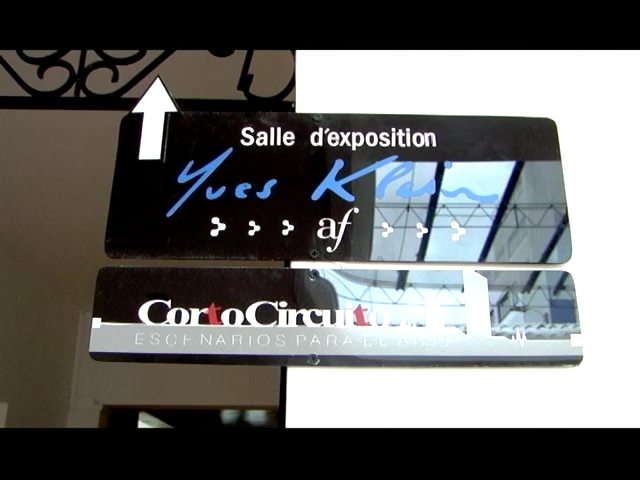 Salle d'exposition
Yves Klein
af
CortoCircuito
ESCENARIOS PARA EL ARTE